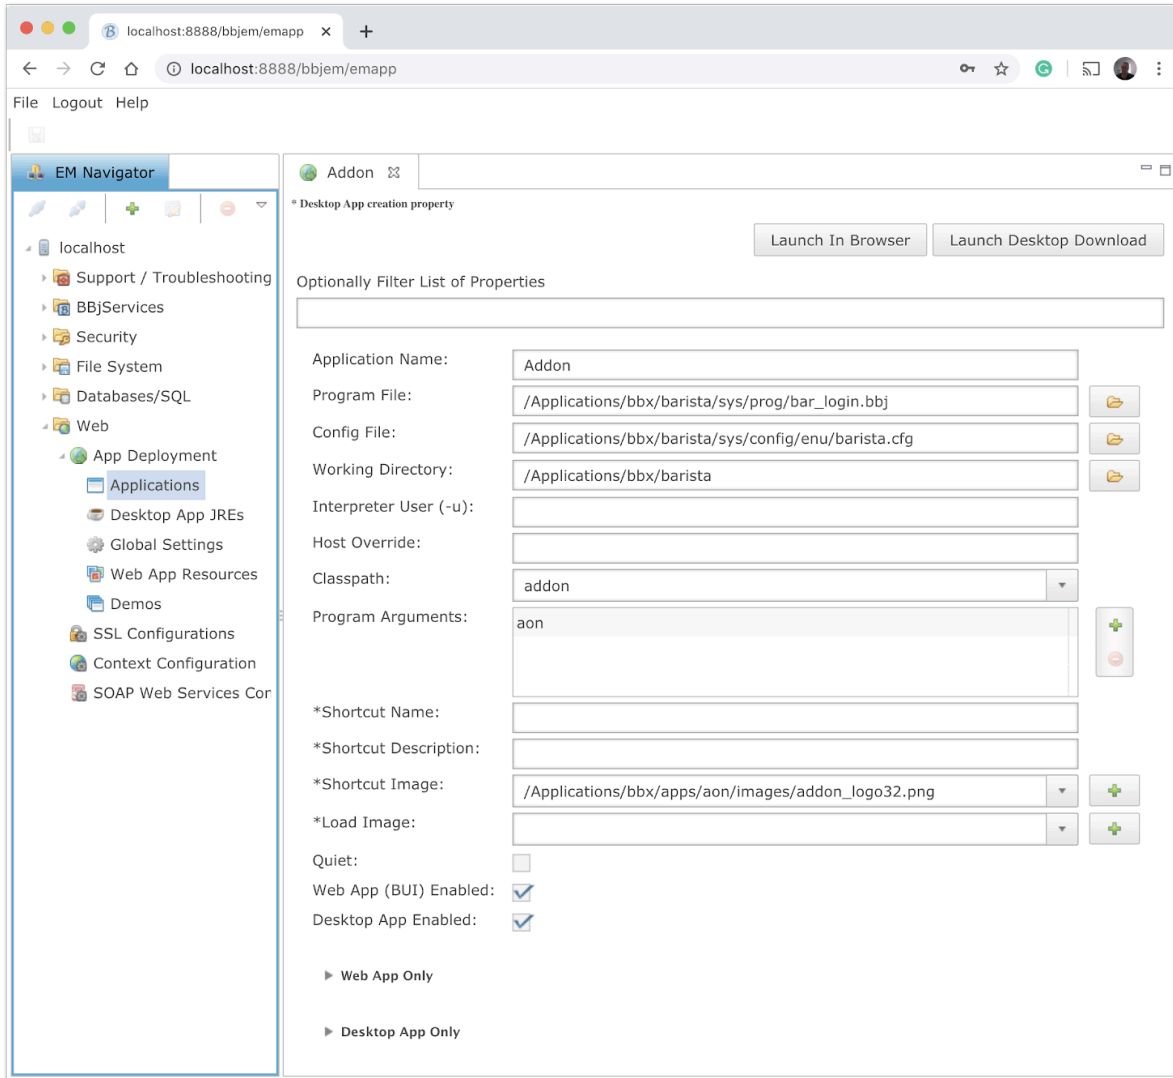 localhost:8888/bbjem/emapp
localhost:8888/bbjem/emapp
File Logout Help
EM Navigator
localhost
Support / Troubleshooting
BBjServices
Security
File System
Databases/SQL
Web
App Deployment
Applications
Desktop App JREs
Global Settings
Web App Resources
Demos
SSL Configurations
Context Configuration
SOAP Web Services Cor
Addon
* Desktop App creation property
Launch In Browser
Launch Desktop Download
Optionally Filter List of Properties
Application Name: Addon
Program File: /Applications/bbx/barista/sys/prog/bar_login.bbj
Config File: /Applications/bbx/barista/sys/config/enu/barista.cfg
Working Directory: /Applications/bbx/barista
Interpreter User (-u):
Host Override:
Classpath: addon
Program Arguments: aon
*Shortcut Name:
*Shortcut Description:
*Shortcut Image: /Applications/bbx/apps/aon/images/addon_logo32.png
*Load Image:
Quiet:
Web App (BUI) Enabled:
Desktop App Enabled:
Web App Only
Desktop App Only